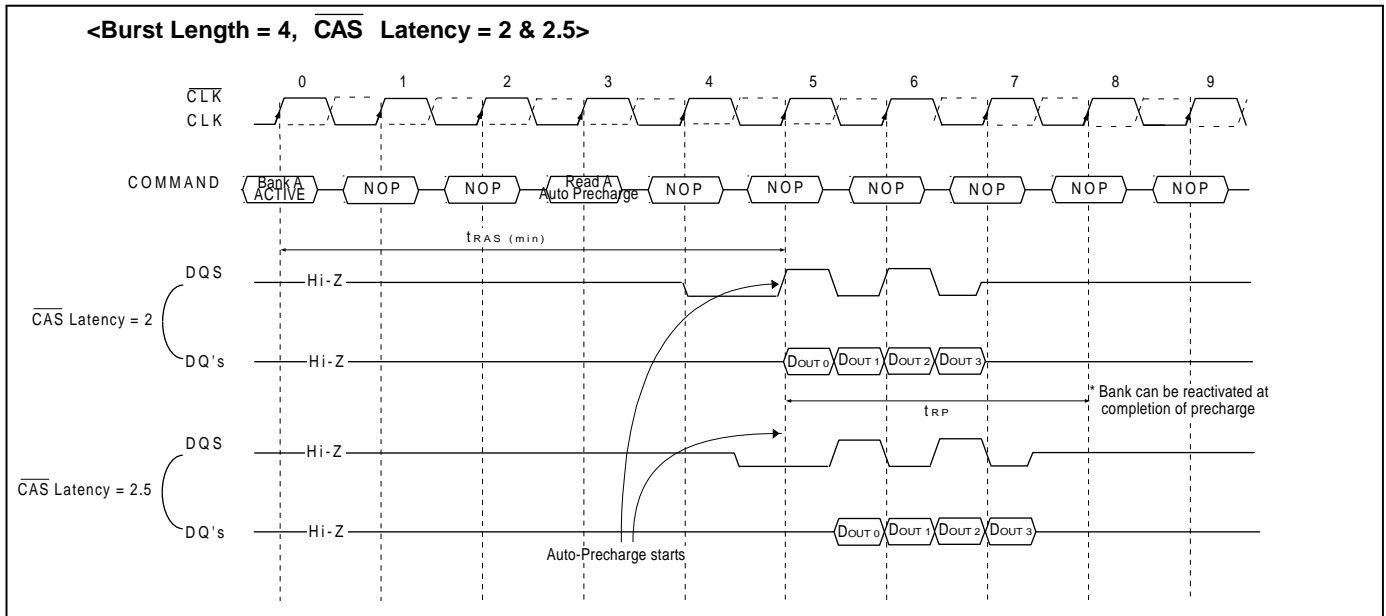 <Burst Length = 4, CAS Latency = 2 & 2.5>
0 1 2 3 4 5 6 7 8 9
CLK
CLK
COMMAND
Bank A
ACTIVE
NOP
NOP
Read A
Auto Precharge
NOP
NOP
NOP
NOP
NOP
NOP
tRAS (min)
DQS
Hi-Z
CAS Latency = 2
DQ's
Hi-Z
DOUT 0 DOUT 1 DOUT 2 DOUT 3
* Bank can be reactivated at
completion of precharge
tRP
DQS
Hi-Z
CAS Latency = 2.5
DQ's
Hi-Z
DOUT 0 DOUT 1 DOUT 2 DOUT 3
Auto-Precharge starts